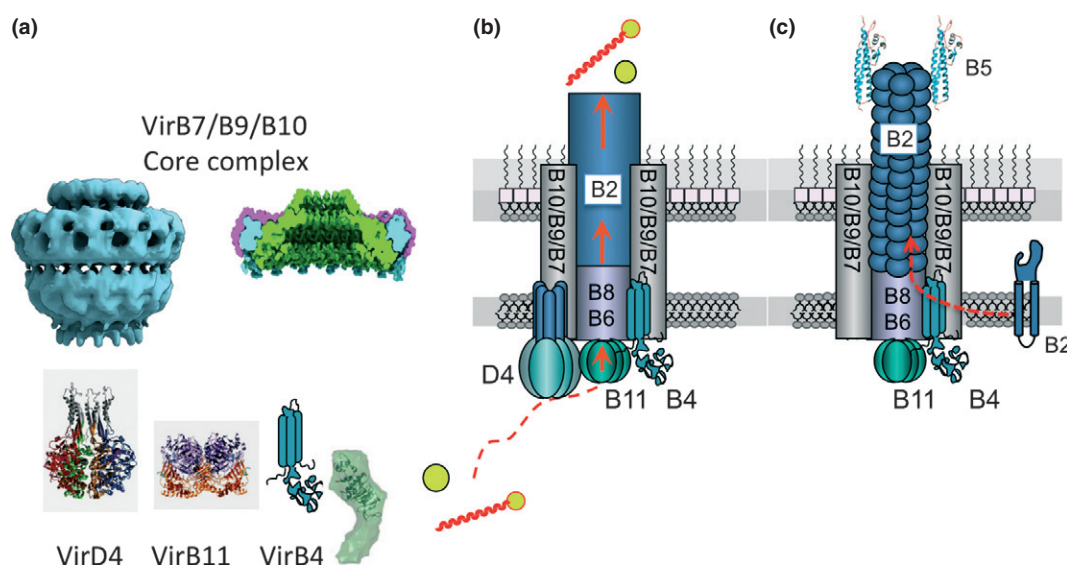 (a)
VirB7/B9/B10
Core complex
VirD4
VirB11
VirB4
(b)
B10/B9/B7
B2
B10/B9/B7
B8
B6
D4
B11
B4
(c)
B5
B2
B10/B9/B7
B10/B9/B7
B8
B6
B2
B11
B4